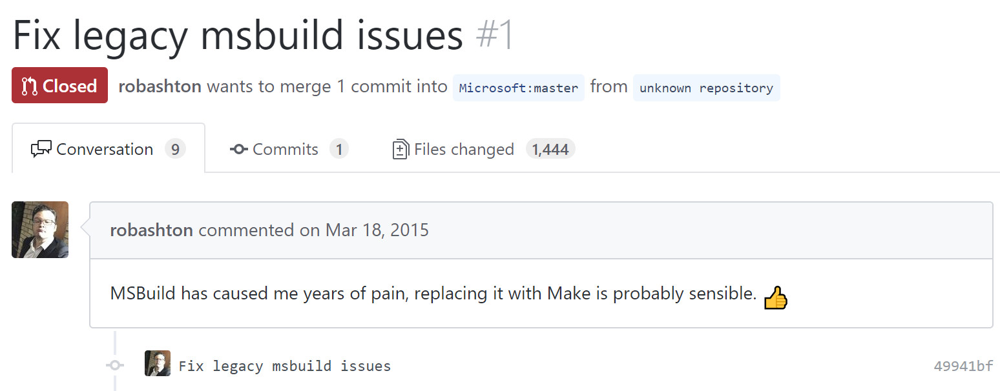 Fix legacy msbuild issues #1
Closed robashton wants to merge 1 commit into Microsoft:master from unknown repository
Conversation 9 Commits 1 Files changed 1,444
robashton commented on Mar 18, 2015
MSBuild has caused me years of pain, replacing it with Make is probably sensible. 👍
Fix legacy msbuild issues 49941bf